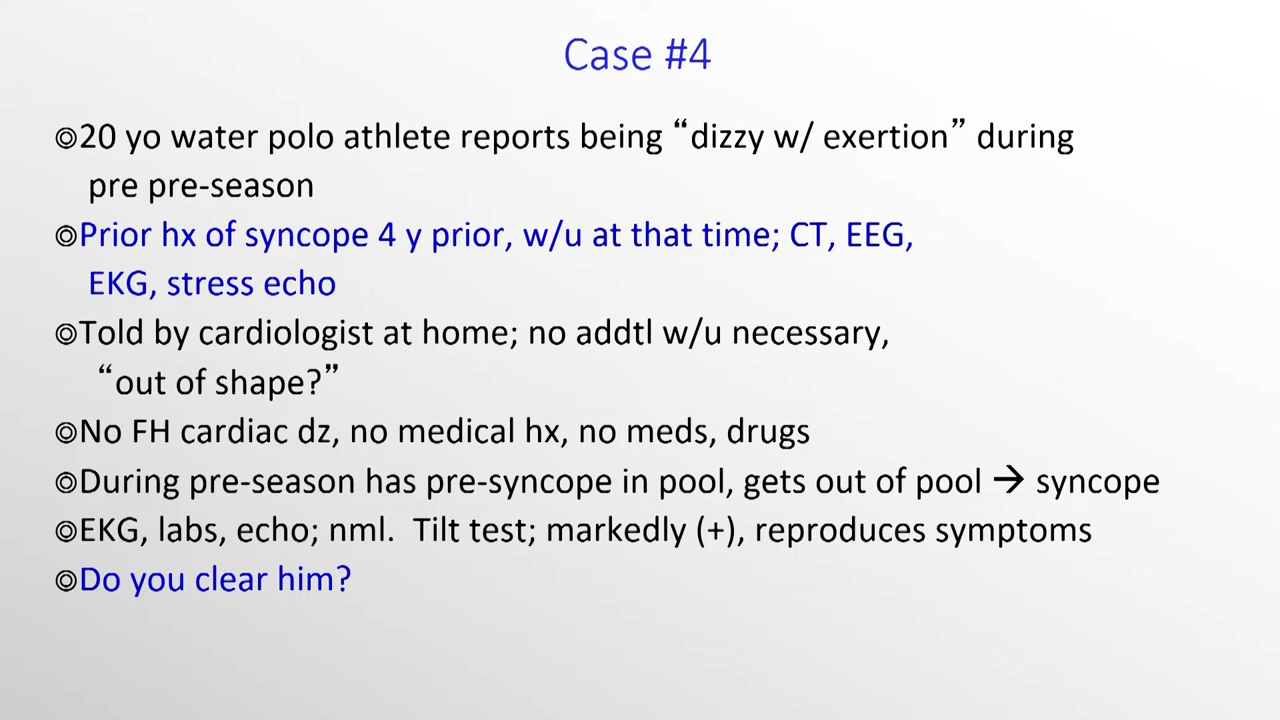 Case #4
◎20 yo water polo athlete reports being “dizzy w/ exertion” during
pre pre-season
◎Prior hx of syncope 4 y prior, w/u at that time; CT, EEG,
EKG, stress echo
◎Told by cardiologist at home; no addtl w/u necessary,
“out of shape?”
◎No FH cardiac dz, no medical hx, no meds, drugs
◎During pre-season has pre-syncope in pool, gets out of pool → syncope
◎EKG, labs, echo; nml.  Tilt test; markedly (+), reproduces symptoms
◎Do you clear him?